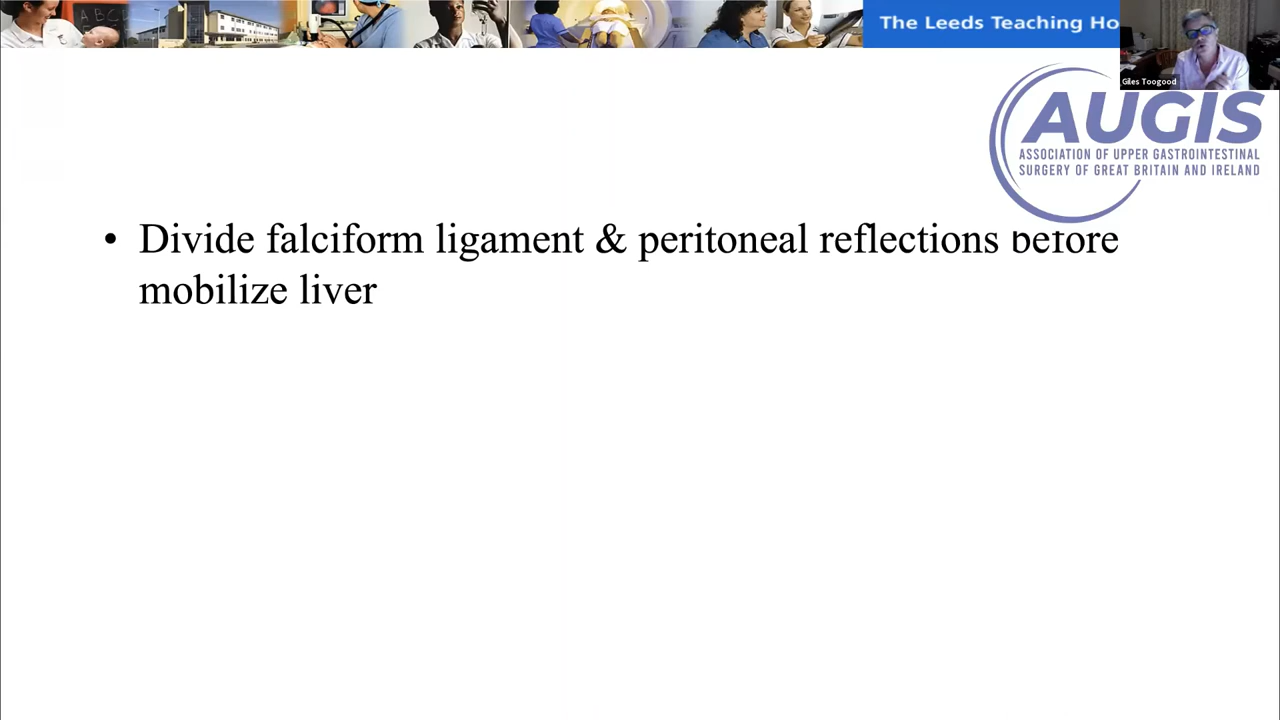 ABC
The Leeds Teaching Ho
Giles Toogood
AUGIS
ASSOCIATION OF UPPER GASTROINTESTINAL
SURGERY OF GREAT BRITAIN AND IRELAND
• Divide falciform ligament & peritoneal reflections before
mobilize liver